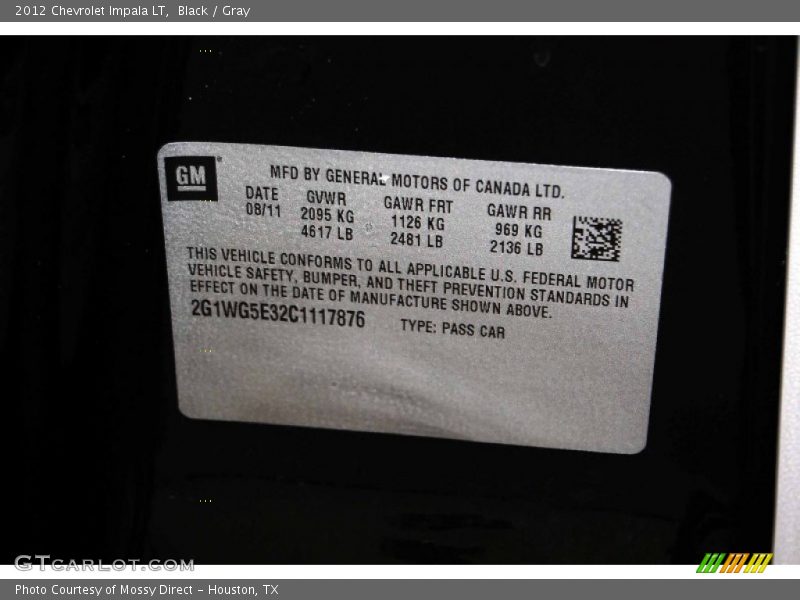 2012 Chevrolet Impala LT,  Black / Gray
GM
MFD BY GENERAL MOTORS OF CANADA LTD.
DATE GVWR GAWR FRT GAWR RR
08/11 2095 KG 1126 KG 969 KG
4617 LB 2481 LB 2136 LB
THIS VEHICLE CONFORMS TO ALL APPLICABLE U.S. FEDERAL MOTOR
VEHICLE SAFETY, BUMPER, AND THEFT PREVENTION STANDARDS IN
EFFECT ON THE DATE OF MANUFACTURE SHOWN ABOVE.
2G1WG5E32C1117876 TYPE: PASS CAR
GTCARLOT.COM
Photo Courtesy of Mossy Direct - Houston, TX